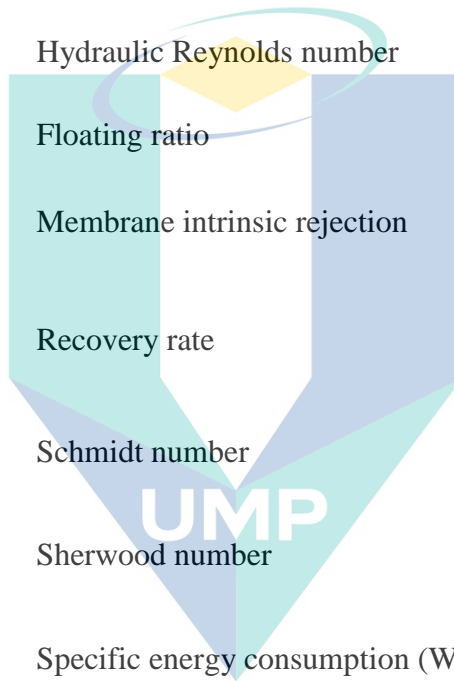 Hydraulic Reynolds number
Floating ratio
Membrane intrinsic rejection
Recovery rate
Schmidt number
UMP
Sherwood number
Specific energy consumption (W